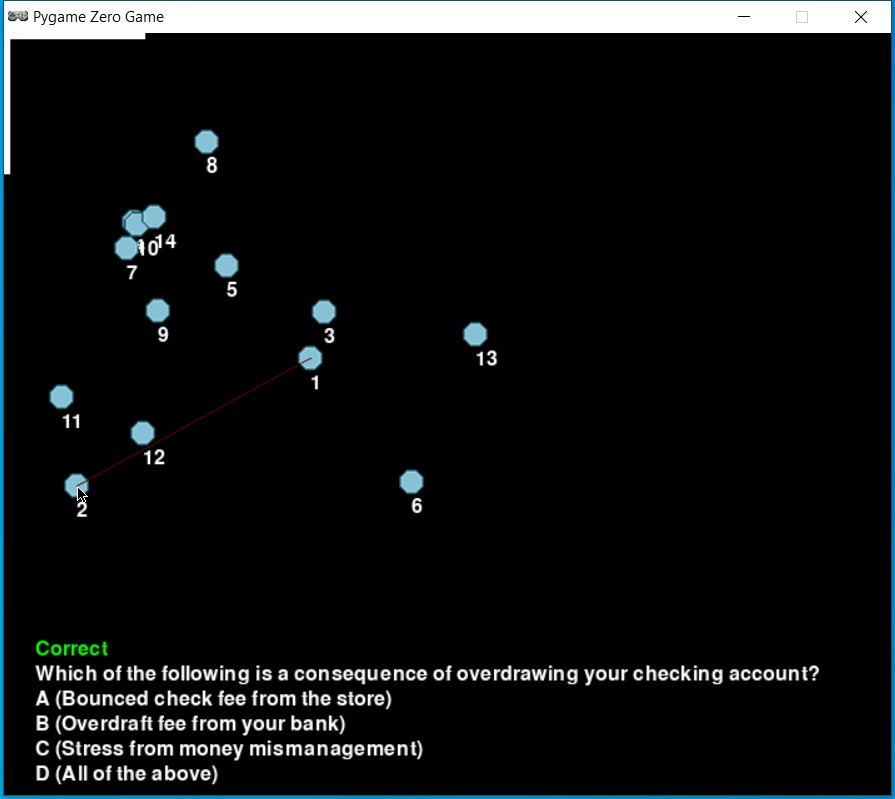 Pygame Zero Game
8
14
10
7
5
9
3
13
1
11
12
2
6
Correct
Which of the following is a consequence of overdrawing your checking account?
A (Bounced check fee from the store)
B (Overdraft fee from your bank)
C (Stress from money mismanagement)
D (All of the above)